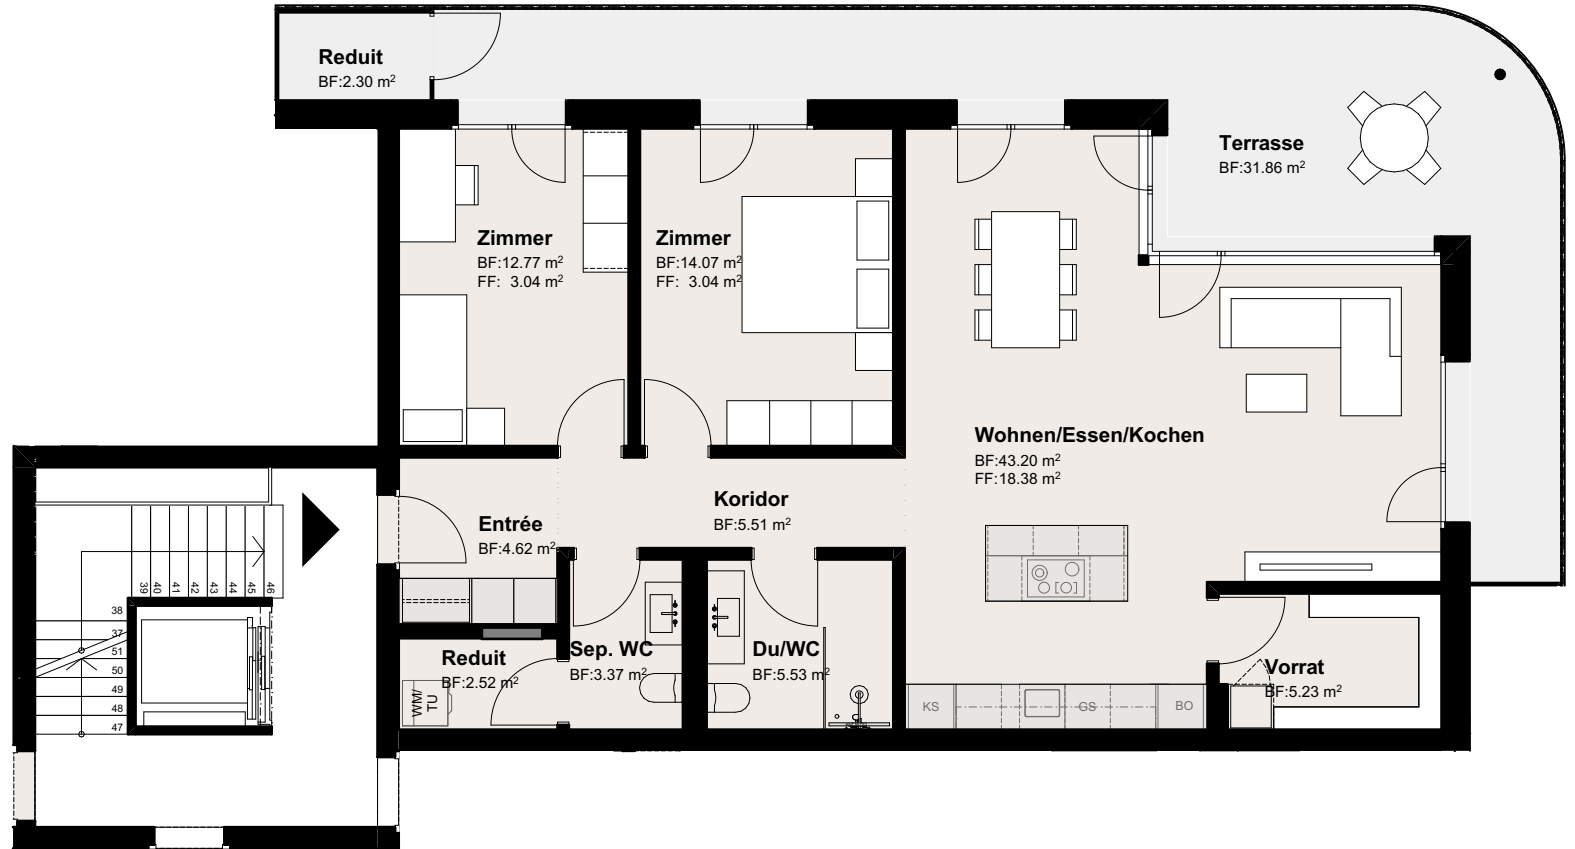 Reduit
BF:2.30 m²
Terrasse
BF:31.86 m²
Zimmer
BF:12.77 m²
FF: 3.04 m²
Zimmer
BF:14.07 m²
FF: 3.04 m²
Wohnen/Essen/Kochen
BF:43.20 m²
FF:18.38 m²
Koridor
BF:5.51 m²
Entrée
BF:4.62 m²
39
40
41
42
43
44
45
46
38
37
51
50
49
48
47
Reduit
BF:2.52 m²
WM/
TU
Sep. WC
BF:3.37 m²
Du/WC
BF:5.53 m²
Vorrat
BF:5.23 m²
KS
GS
BO